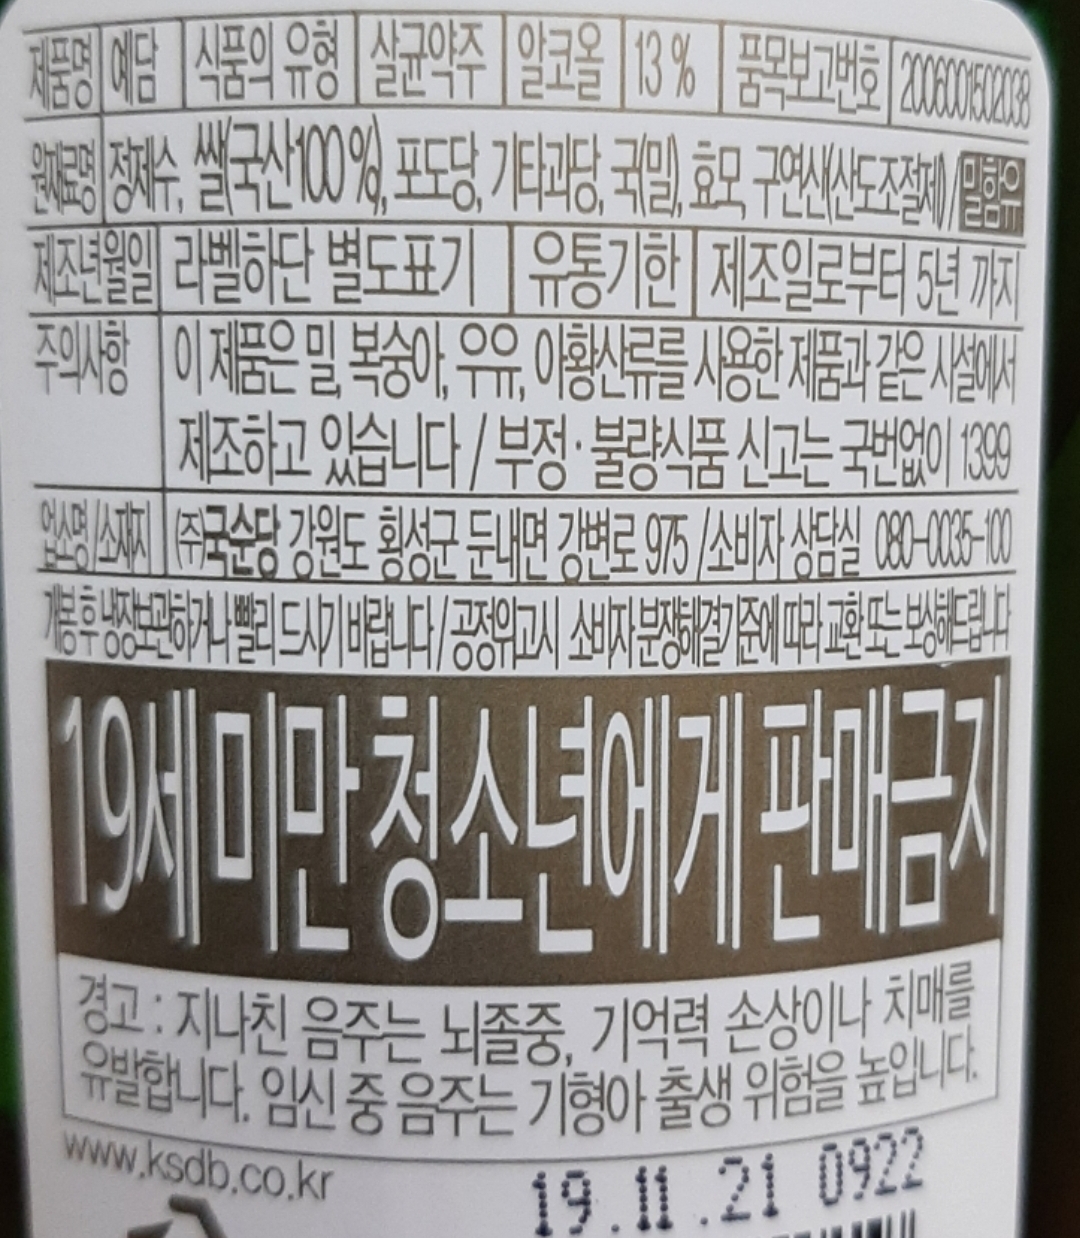 제품명 예담 식품의 유형 살균약주 알코올 13 % 품목보고번호 2006001502038
원재료명 정제수, 쌀(국산100%), 포도당, 기타과당, 국(밀), 효모, 구연산(산도조절제) / 밀함유
제조년월일 라벨하단 별도표기 유통기한 제조일로부터 5년 까지
주의사항 이 제품은 밀, 복숭아, 우유, 이황산류를 사용한 제품과 같은 시설에서
제조하고 있습니다 / 부정·불량식품 신고는 국번없이 1399
업소명/소재지 (주)국순당 강원도 횡성군 둔내면 강변로 975 /소비자 상담실 080-0035-100
개봉 후 냉장보관하거나 빨리 드시기 바랍니다 / 공정위고시 소비자 분쟁해결기준에 따라 교환 또는 보상해드립니다
19세 미만 청소년에게 판매금지
경고 : 지나친 음주는 뇌졸중, 기억력 손상이나 치매를
유발합니다. 임신 중 음주는 기형아 출생 위험을 높입니다.
www.ksdb.co.kr
19.11.21 0922